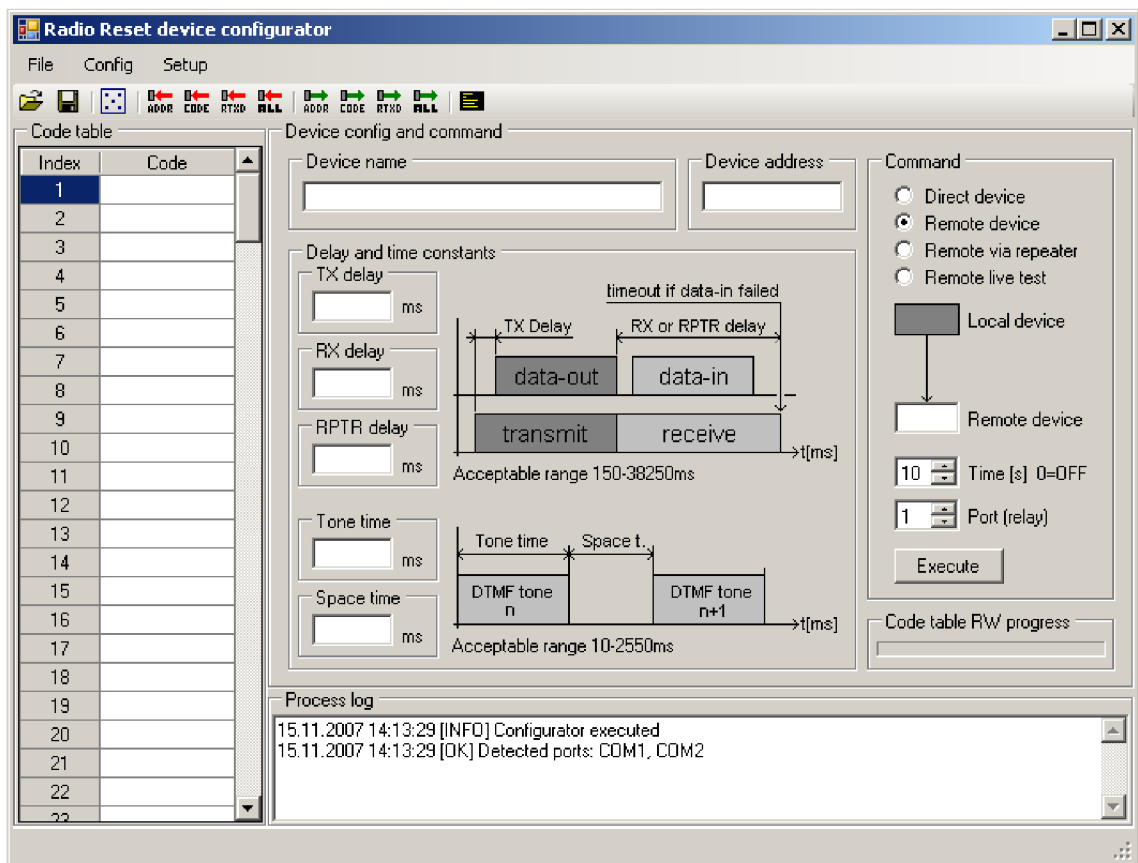 Radio Reset device configurator
File Config Setup
ADDR CODE RTXD ALL ADDR CODE RTXD ALL
Code table
Index Code
1
2
3
4
5
6
7
8
9
10
11
12
13
14
15
16
17
18
19
20
21
22
23
Device config and command
Device name
Device address
Delay and time constants
TX delay
ms
RX delay
ms
RPTR delay
ms
timeout if data-in failed
TX Delay RX or RPTR delay
data-out data-in
transmit receive
t[ms]
Acceptable range 150-38250ms
Tone time
ms
Space time
ms
Tone time Space t.
DTMF tone
n
DTMF tone
n+1
t[ms]
Acceptable range 10-2550ms
Command
Direct device
Remote device
Remote via repeater
Remote live test
Local device
Remote device
10 Time [s] 0=OFF
1 Port (relay)
Execute
Code table RW progress
Process log
15.11.2007 14:13:29 [INFO] Configurator executed
15.11.2007 14:13:29 [OK] Detected ports: COM1, COM2